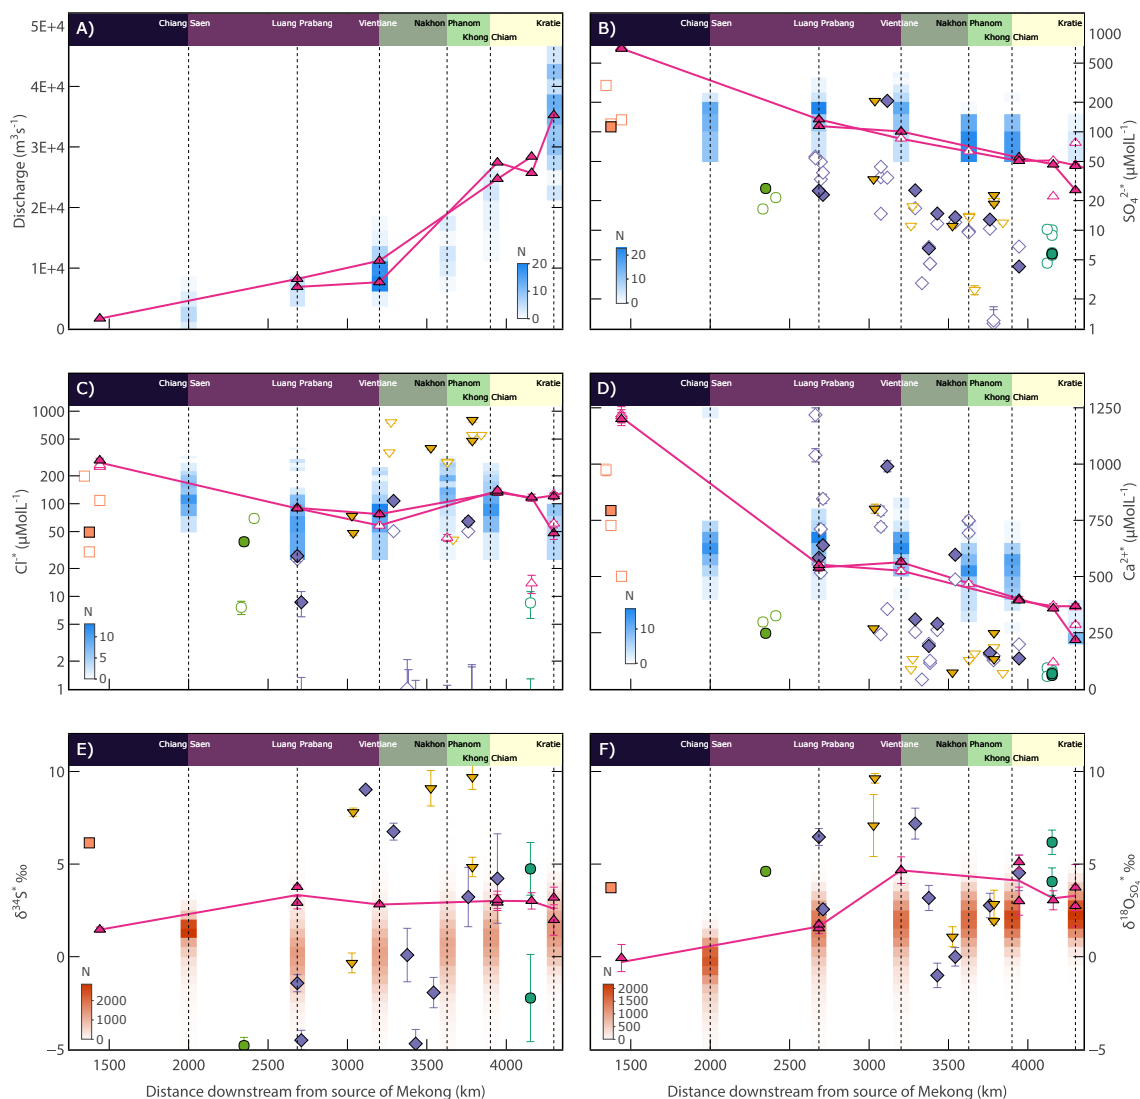 A)
Chiang Saen
Luang Prabang
Vientiane
Nakhon Phanom
Khong Chiam
Kratie
5E+4
4E+4
3E+4
2E+4
1E+4
0
Discharge (m³s⁻¹)
N
20
10
0
B)
Chiang Saen
Luang Prabang
Vientiane
Nakhon Phanom
Khong Chiam
Kratie
1000
500
200
100
50
20
10
5
2
1
SO₄²⁻* (μMolL⁻¹)
N
20
10
0
C)
Chiang Saen
Luang Prabang
Vientiane
Nakhon Phanom
Khong Chiam
Kratie
1000
500
200
100
50
20
10
5
2
1
Cl⁻* (μMolL⁻¹)
N
10
5
0
D)
Chiang Saen
Luang Prabang
Vientiane
Nakhon Phanom
Khong Chiam
Kratie
1250
1000
750
500
250
0
Ca²⁺* (μMolL⁻¹)
N
10
0
E)
Chiang Saen
Luang Prabang
Vientiane
Nakhon Phanom
Khong Chiam
Kratie
10
5
0
−5
δ³⁴S* ‰
N
2000
1000
0
1500
2000
2500
3000
3500
4000
Distance downstream from source of Mekong (km)
F)
Chiang Saen
Luang Prabang
Vientiane
Nakhon Phanom
Khong Chiam
Kratie
10
5
0
−5
δ¹⁸O_SO₄* ‰
N
2000
1500
1000
500
0
1500
2000
2500
3000
3500
4000
Distance downstream from source of Mekong (km)